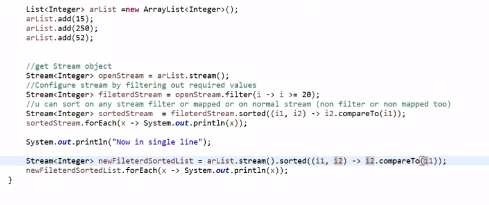 List<Integer> arList =new ArrayList<Integer>();
arList.add(15);
arList.add(250);
arList.add(52);
//get Stream object
Stream<Integer> openStream = arList.stream();
//Configure stream by filtering out required values
Stream<Integer> fileterdStream = openStream.filter(i -> i >= 20);
//u can sort on any stream filter or mapped or on normal stream (non filter or non mapped too)
Stream<Integer> sortedStream = fileterdStream.sorted((i1, i2) -> i2.compareTo(i1));
sortedStream.forEach(x -> System.out.println(x));
System.out.println("Now in single line");
Stream<Integer> newFileterdSortedList = arList.stream().sorted((i1, i2) -> i2.compareTo(i1));
newFileterdSortedList.forEach(x -> System.out.println(x));
}